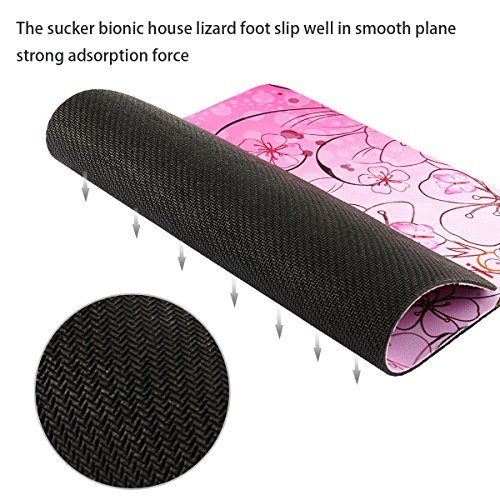 The sucker bionic house lizard foot slip well in smooth plane
strong adsorption force